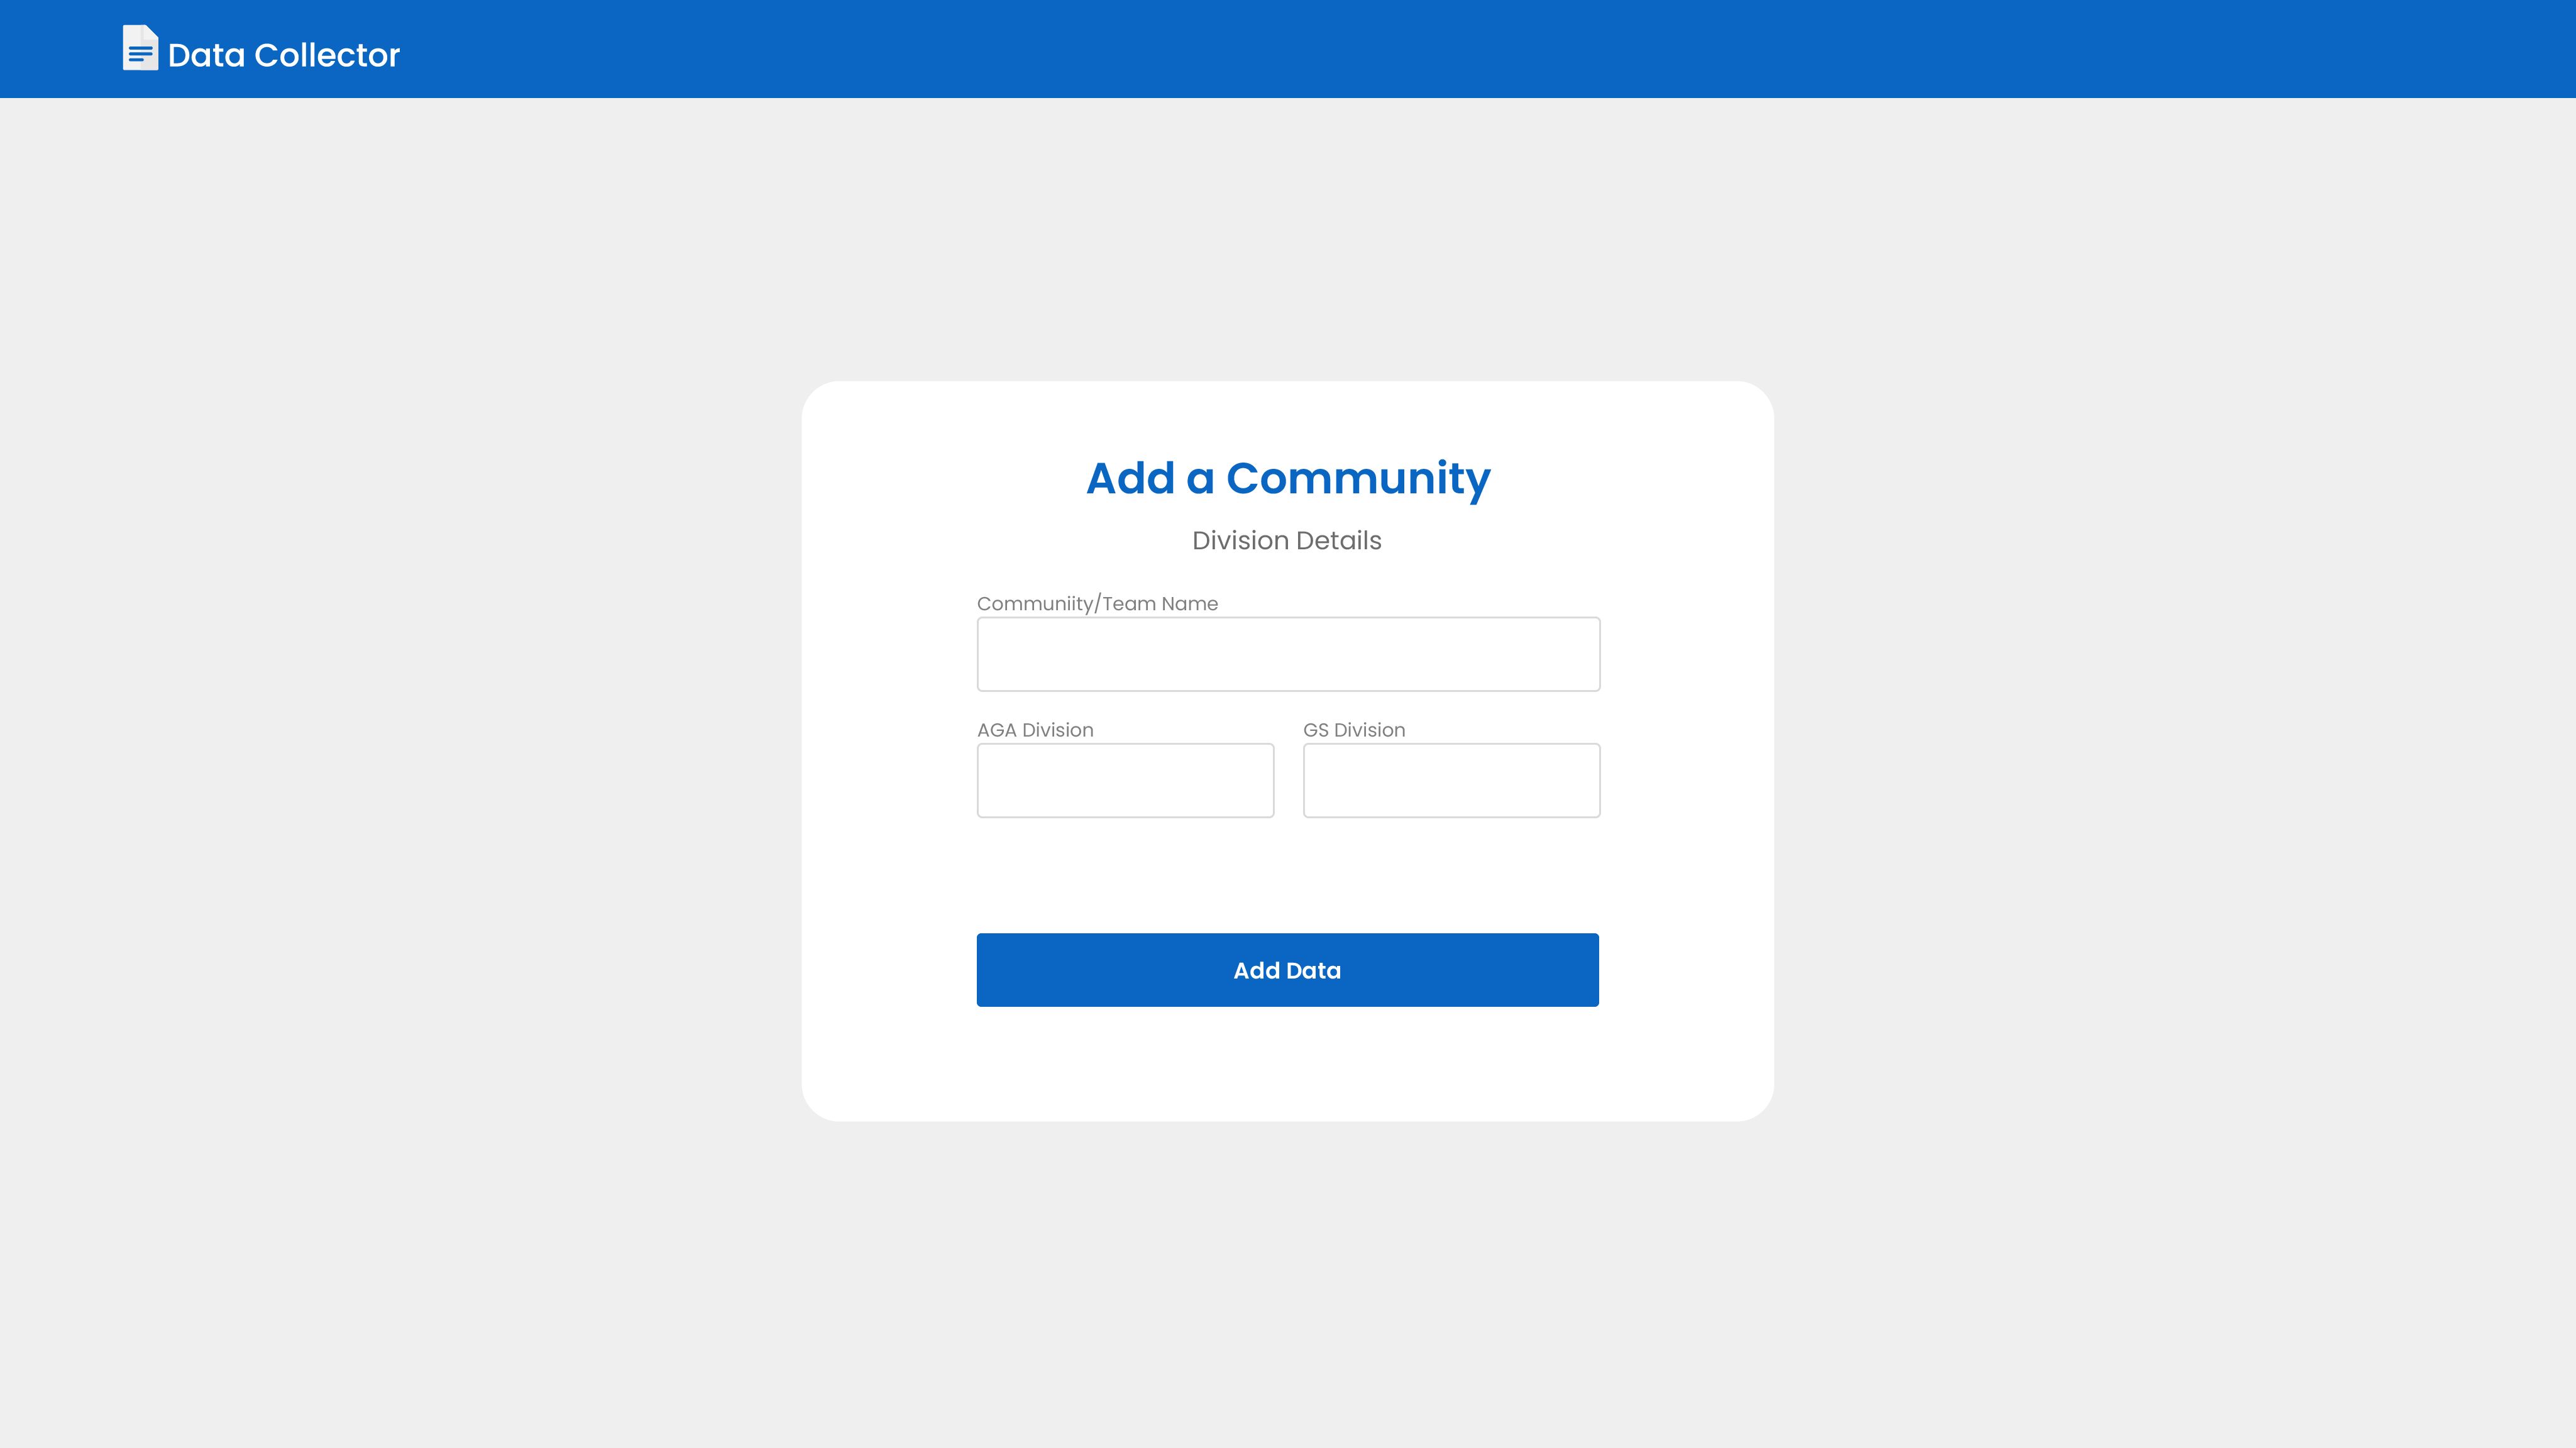 Data Collector
Add a Community
Division Details
Communiity/Team Name
AGA Division
GS Division
Add Data